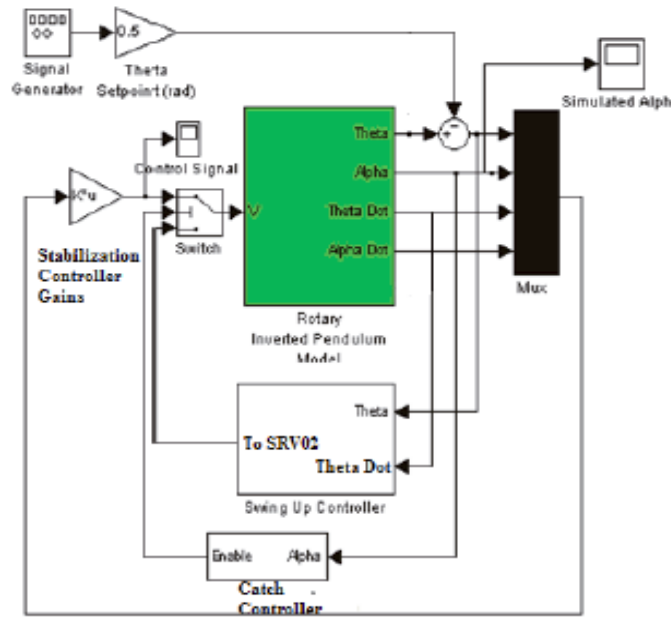 0.5
Signal
Generator
Therta
Setpoint (rad)
Simulated Alph
Control Signal
K*u
Stabilization
Controller
Gains
Switch
V
Theta
Alpha
Theta Dot
Alpha Dot
+
-
Mux
Rotary
Inverted Pendulum
Model
Theta
To SRV02
Theta Dot
Swing Up Controller
Enable
Alpha
Catch
Controller